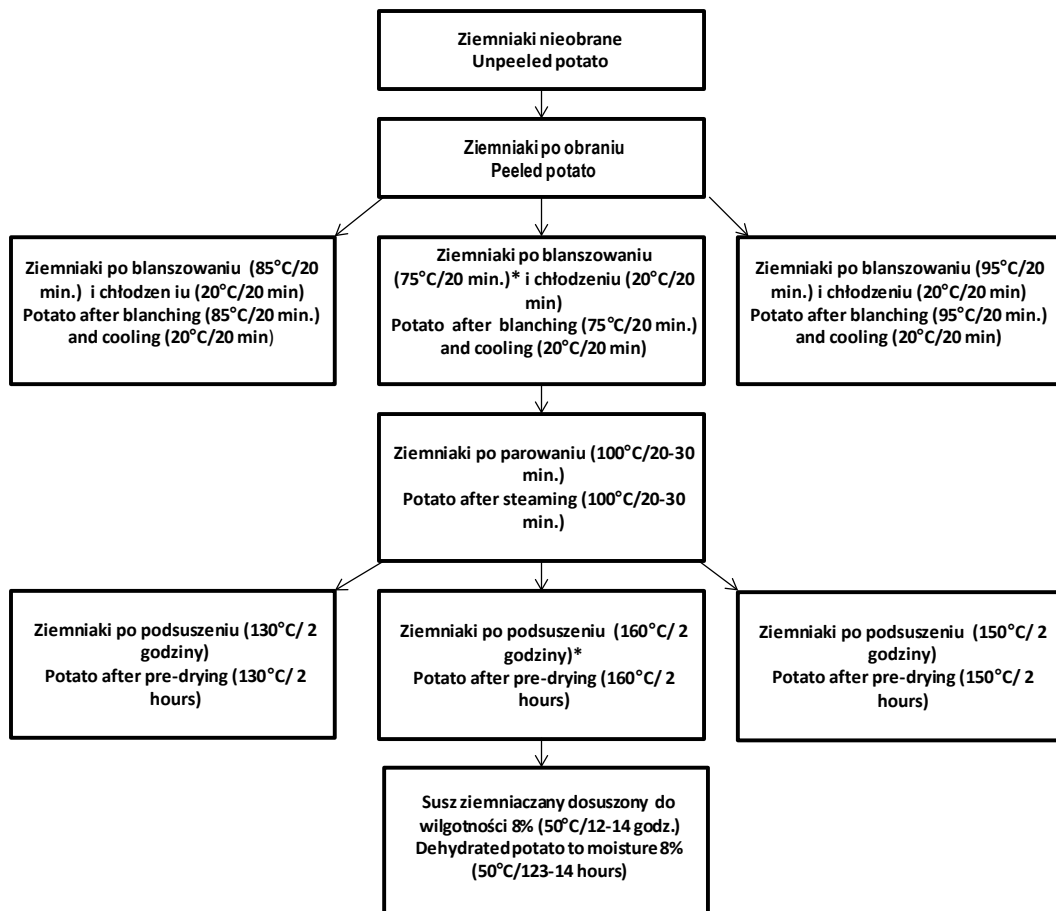 Ziemniaki nieobrane
Unpeeled potato
Ziemniaki po obraniu
Peeled potato
Ziemniaki po blanszowaniu (85°C/20
min.) i chłodzen iu (20°C/20 min)
Potato after blanching (85°C/20 min.)
and cooling (20°C/20 min)
Ziemniaki po blanszowaniu
(75°C/20 min.)* i chłodzeniu (20°C/20
min)
Potato after blanching (75°C/20 min.)
and cooling (20°C/20 min)
Ziemniaki po blanszowaniu (95°C/20
min.) i chłodzeniu (20°C/20 min)
Potato after blanching (95°C/20 min.)
and cooling (20°C/20 min)
Ziemniaki po parowaniu (100°C/20-30
min.)
Potato after steaming (100°C/20-30
min.)
Ziemniaki po podsuszeniu (130°C/ 2
godziny)
Potato after pre-drying (130°C/ 2
hours)
Ziemniaki po podsuszeniu (160°C/ 2
godziny)*
Potato after pre-drying (160°C/ 2
hours)
Ziemniaki po podsuszeniu (150°C/ 2
godziny)
Potato after pre-drying (150°C/ 2
hours)
Susz ziemniaczany dosuszony do
wilgotności 8% (50°C/12-14 godz.)
Dehydrated potato to moisture 8%
(50°C/123-14 hours)